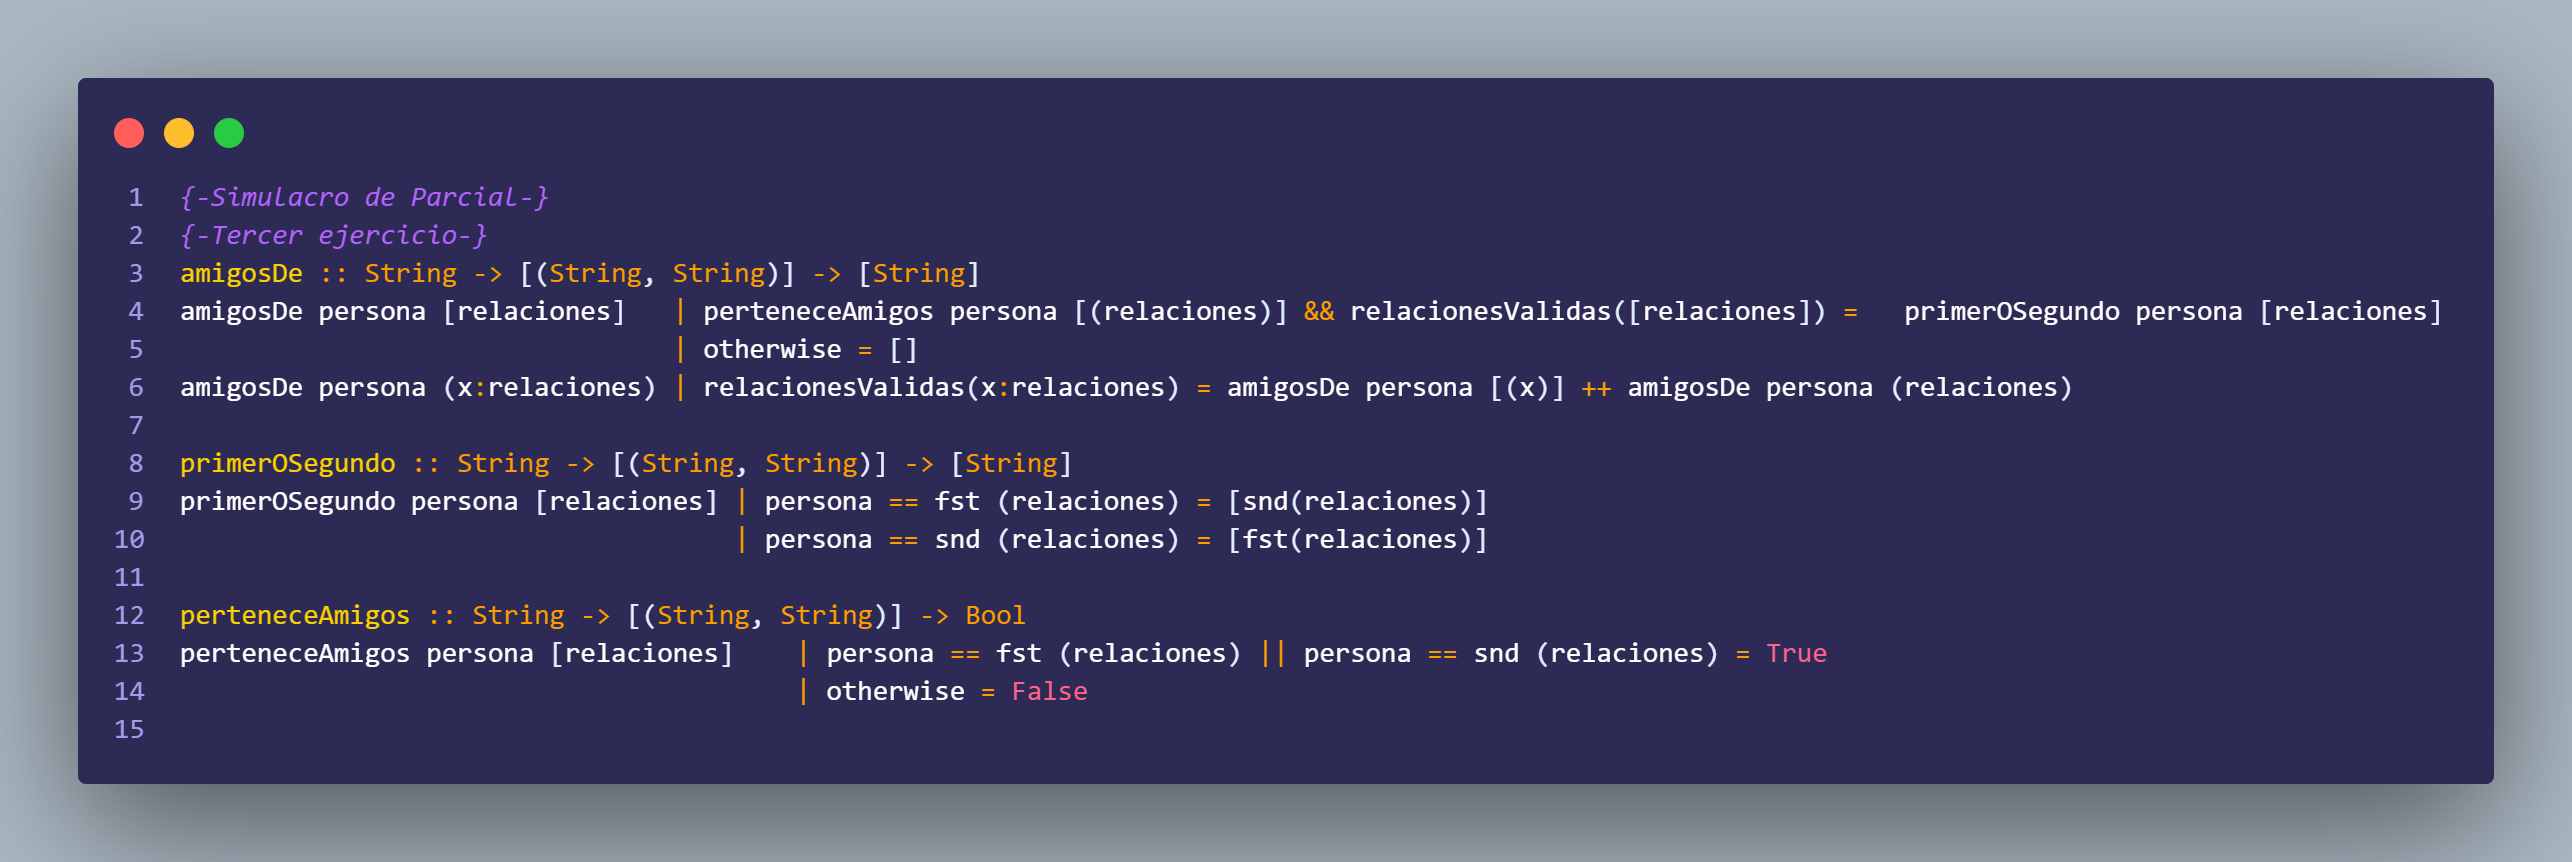 1 {-Simulacro de Parcial-}
2 {-Tercer ejercicio-}
3 amigosDe :: String -> [(String, String)] -> [String]
4 amigosDe persona [relaciones]   | perteneceAmigos persona [(relaciones)] && relacionesValidas([relaciones]) =   primerOSegundo persona [relaciones]
5                                 | otherwise = []
6 amigosDe persona (x:relaciones) | relacionesValidas(x:relaciones) = amigosDe persona [(x)] ++ amigosDe persona (relaciones)
7
8 primerOSegundo :: String -> [(String, String)] -> [String]
9 primerOSegundo persona [relaciones] | persona == fst (relaciones) = [snd(relaciones)]
10                                     | persona == snd (relaciones) = [fst(relaciones)]
11
12 perteneceAmigos :: String -> [(String, String)] -> Bool
13 perteneceAmigos persona [relaciones]    | persona == fst (relaciones) || persona == snd (relaciones) = True
14                                         | otherwise = False
15